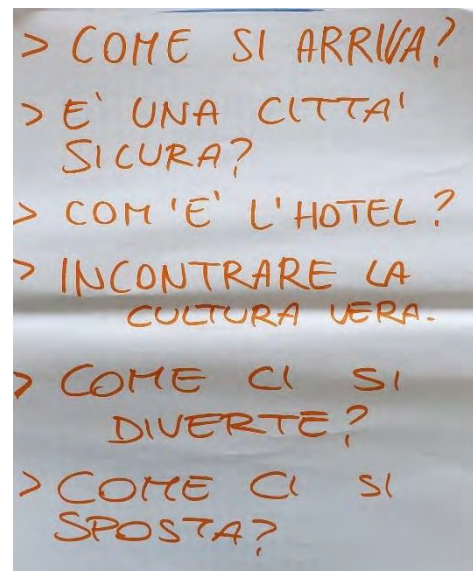 > COME SI ARRIVA?
> E' UNA CITTA'
SICURA?
> COM'E' L'HOTEL?
> INCONTRARE LA
CULTURA VERA.
> COME CI SI
DIVERTE?
> COME CI SI
SPOSTA?